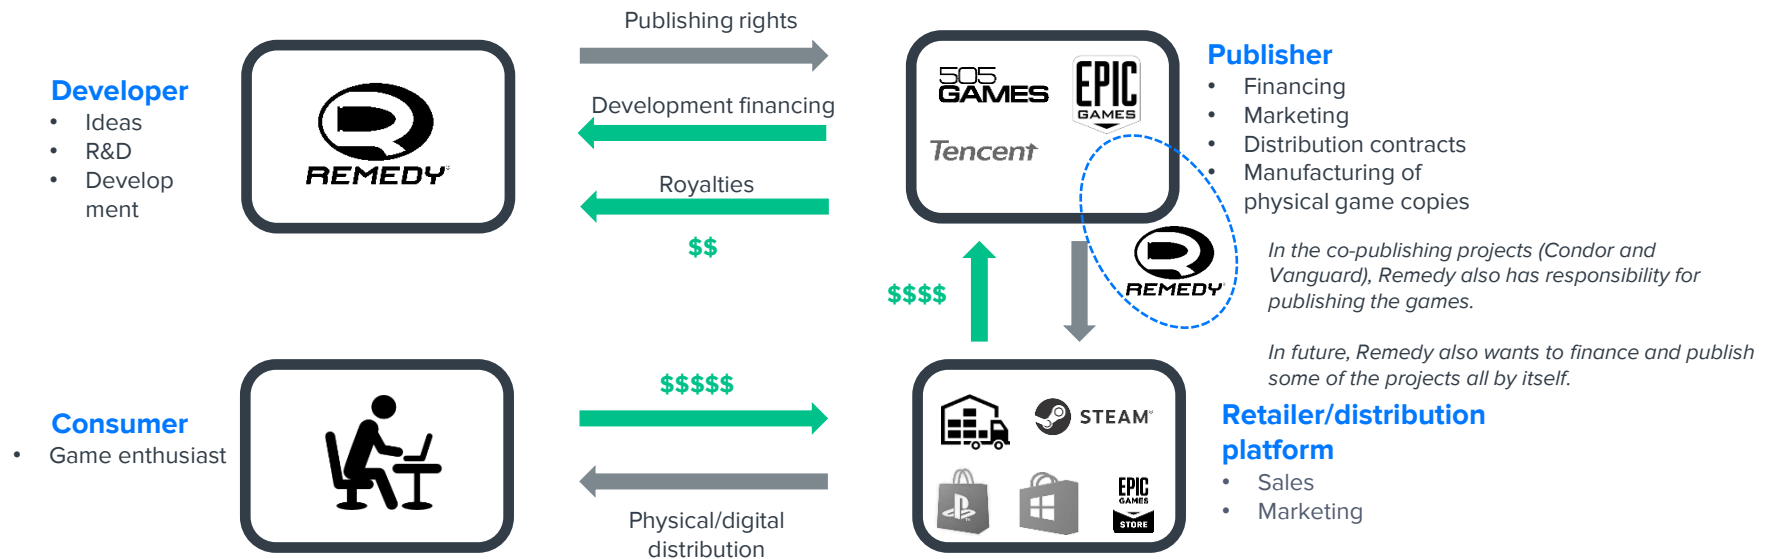 Publishing rights
Developer
• Ideas
• R&D
• Develop
ment
REMEDY
Development financing
Royalties
$$
505
GAMES
EPIC
GAMES
Tencent
Publisher
• Financing
• Marketing
• Distribution contracts
• Manufacturing of
physical game copies
REMEDY
In the co-publishing projects (Condor and
Vanguard), Remedy also has responsibility for
publishing the games.
In future, Remedy also wants to finance and publish
some of the projects all by itself.
$$$$
Consumer
• Game enthusiast
$$$$$
Physical/digital
distribution
STEAM
EPIC
GAMES
STORE
Retailer/distribution
platform
• Sales
• Marketing